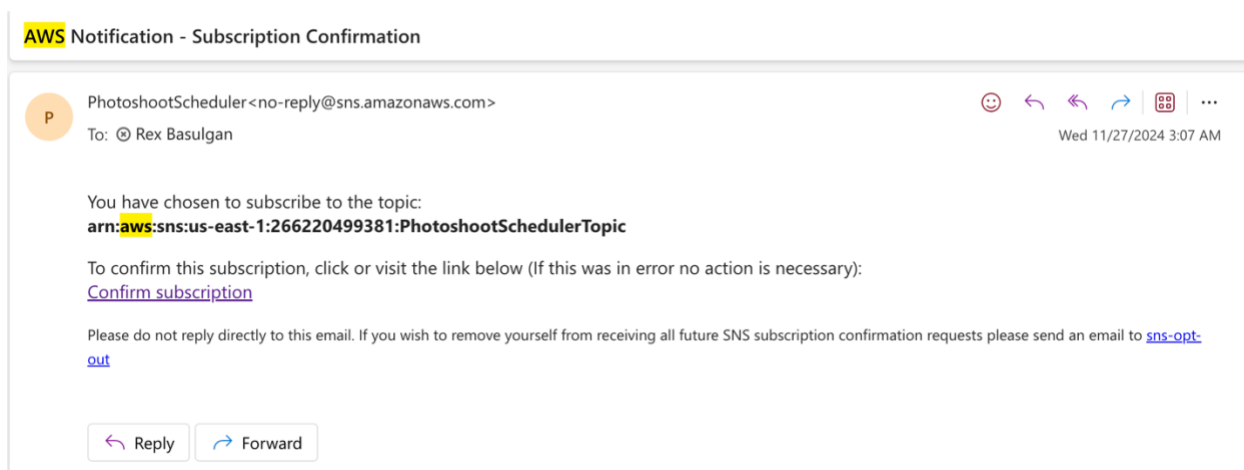 AWS Notification - Subscription Confirmation
P
PhotoshootScheduler<no-reply@sns.amazonaws.com>
To: Rex Basulgan
Wed 11/27/2024 3:07 AM
You have chosen to subscribe to the topic:
arn:aws:sns:us-east-1:266220499381:PhotoshootSchedulerTopic
To confirm this subscription, click or visit the link below (If this was in error no action is necessary):
Confirm subscription
Please do not reply directly to this email. If you wish to remove yourself from receiving all future SNS subscription confirmation requests please send an email to sns-opt-
out
Reply
Forward